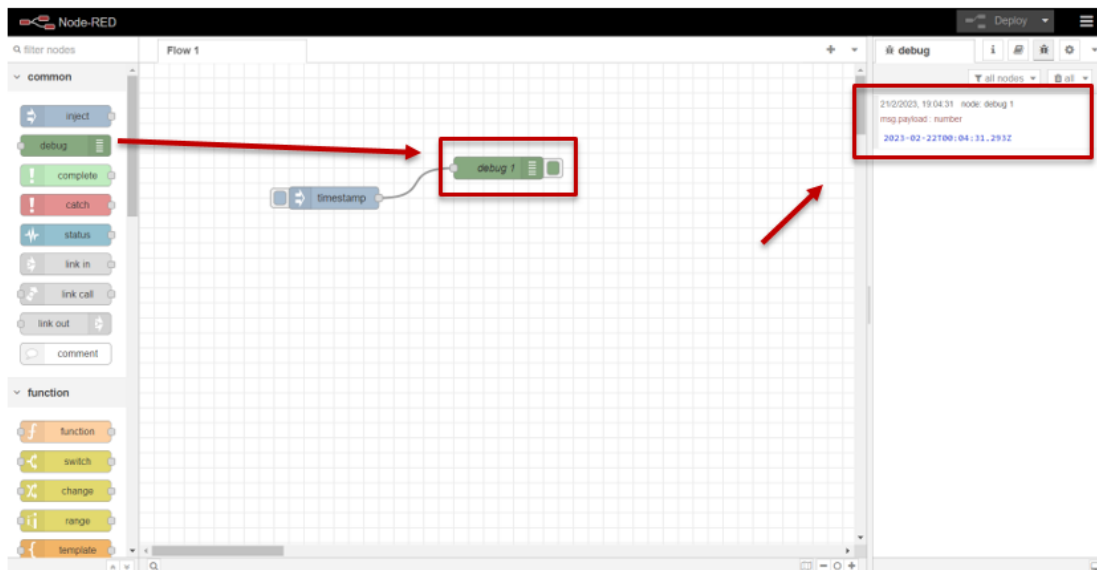 Node-RED
Deploy
filter nodes
Flow 1
debug
i
all nodes
all
common
inject
debug
complete
catch
status
link in
link call
link out
comment
function
function
switch
change
range
template
timestamp
debug 1
21/2/2023, 19:04:31 node: debug 1
msg.payload : number
2023-02-22T00:04:31.293Z